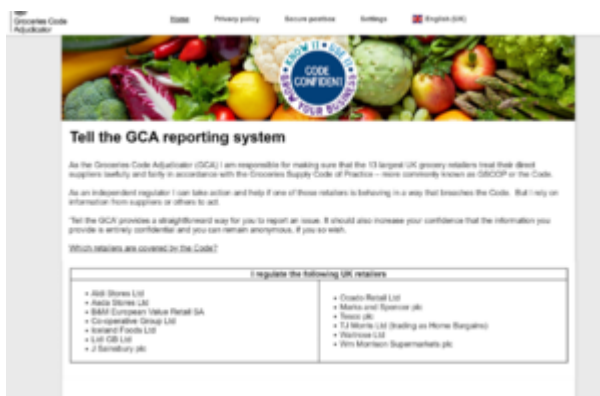 Groceries Code
Adjudicator
Home Privacy policy Secure postbox Settings English (UK)
KNOW IT • USE IT
CODE
CONFIDENT
GROW YOUR BUSINESS
Tell the GCA reporting system
As the Groceries Code Adjudicator (GCA) I am responsible for making sure that the 13 largest UK grocery retailers treat their direct
suppliers lawfully and fairly in accordance with the Groceries Supply Code of Practice – more commonly known as GSCOP or the Code.
As an independent regulator I can take action and help if one of those retailers is behaving in a way that breaches the Code. But I rely on
information from suppliers or others to act.
'Tell the GCA' provides a straightforward way for you to report an issue. It should also increase your confidence that the information you
provide is entirely confidential and you can remain anonymous, if you so wish.
Which retailers are covered by the Code?
I regulate the following UK retailers
• Aldi Stores Ltd
• Asda Stores Ltd
• B&M European Value Retail SA
• Co-operative Group Ltd
• Iceland Foods Ltd
• Lidl GB Ltd
• J Sainsbury plc
• Ocado Retail Ltd
• Marks and Spencer plc
• Tesco plc
• TJ Morris Ltd (trading as Home Bargains)
• Waitrose Ltd
• Wm Morrison Supermarkets plc